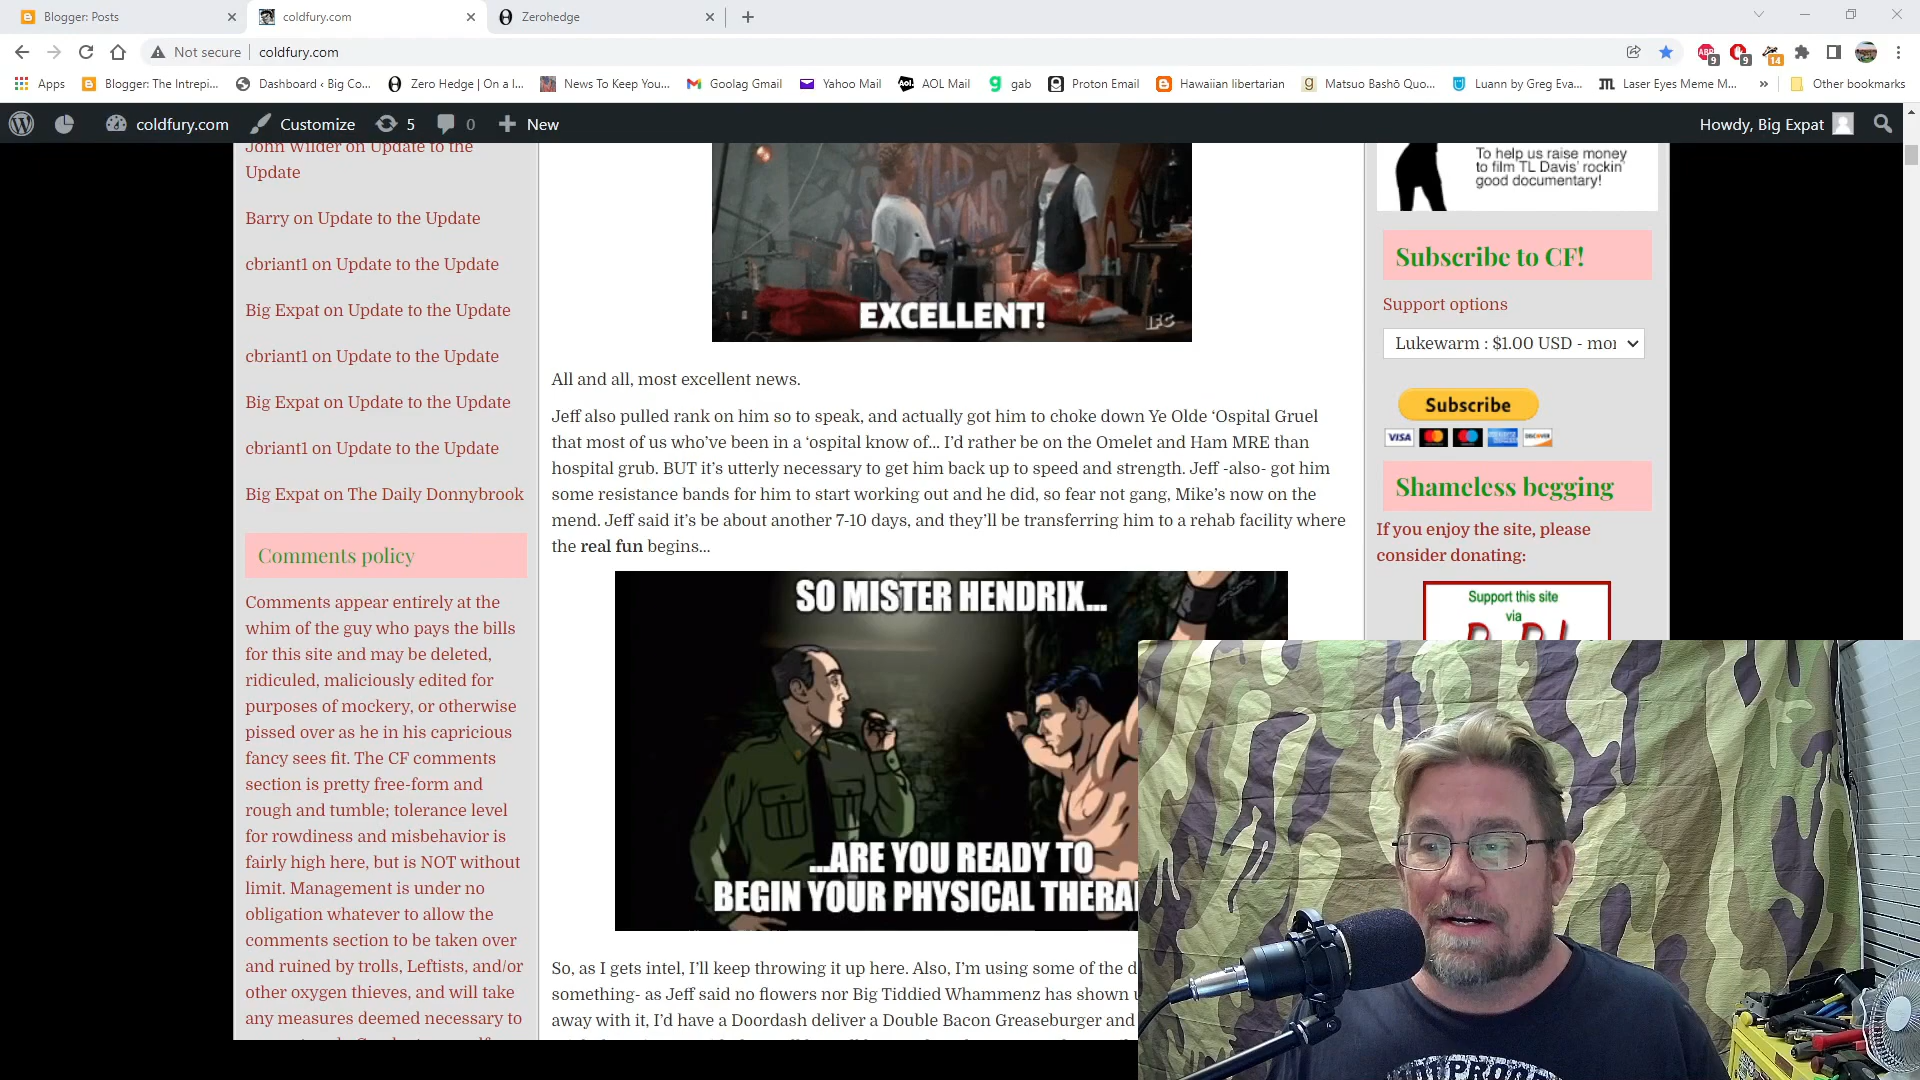 Blogger: Posts
coldfury.com
Zerohedge
Not secure
coldfury.com
Apps
Blogger: The Intrepi...
Dashboard ‹ Big Co...
Zero Hedge | On a l...
News To Keep You...
Goolag Gmail
Yahoo Mail
AOL Mail
gab
Proton Email
Hawaiian libertarian
Matsuo Bashō Quo...
Luann by Greg Eva...
Laser Eyes Meme M...
Other bookmarks
9
9
14
coldfury.com
Customize
5
0
New
Howdy, Big Expat
John Wilder on Update to the
Update
Barry on Update to the Update
cbriant1 on Update to the Update
Big Expat on Update to the Update
cbriant1 on Update to the Update
Big Expat on Update to the Update
cbriant1 on Update to the Update
Big Expat on The Daily Donnybrook
Comments policy
Comments appear entirely at the
whim of the guy who pays the bills
for this site and may be deleted,
ridiculed, maliciously edited for
purposes of mockery, or otherwise
pissed over as he in his capricious
fancy sees fit. The CF comments
section is pretty free-form and
rough and tumble; tolerance level
for rowdiness and misbehavior is
fairly high here, but is NOT without
limit. Management is under no
obligation whatever to allow the
comments section to be taken over
and ruined by trolls, Leftists, and/or
other oxygen thieves, and will take
any measures deemed necessary to
EXCELLENT!
IFC
All and all, most excellent news.
Jeff also pulled rank on him so to speak, and actually got him to choke down Ye Olde ‘Ospital Gruel
that most of us who’ve been in a ‘ospital know of... I’d rather be on the Omelet and Ham MRE than
hospital grub. BUT it’s utterly necessary to get him back up to speed and strength. Jeff -also- got him
some resistance bands for him to start working out and he did, so fear not gang, Mike’s now on the
mend. Jeff said it’s be about another 7-10 days, and they’ll be transferring him to a rehab facility where
the real fun begins...
SO MISTER HENDRIX...
...ARE YOU READY TO
BEGIN YOUR PHYSICAL THERA
So, as I gets intel, I’ll keep throwing it up here. Also, I’m using some of the d
something- as Jeff said no flowers nor Big Tiddied Whammenz has shown u
away with it, I’d have a Doordash deliver a Double Bacon Greaseburger and
To help us raise money
to film TL Davis’ rockin’
good documentary!
Subscribe to CF!
Support options
Lukewarm : $1.00 USD - mon
Subscribe
VISA
DISCOVER
Shameless begging
If you enjoy the site, please
consider donating:
Support this site
via